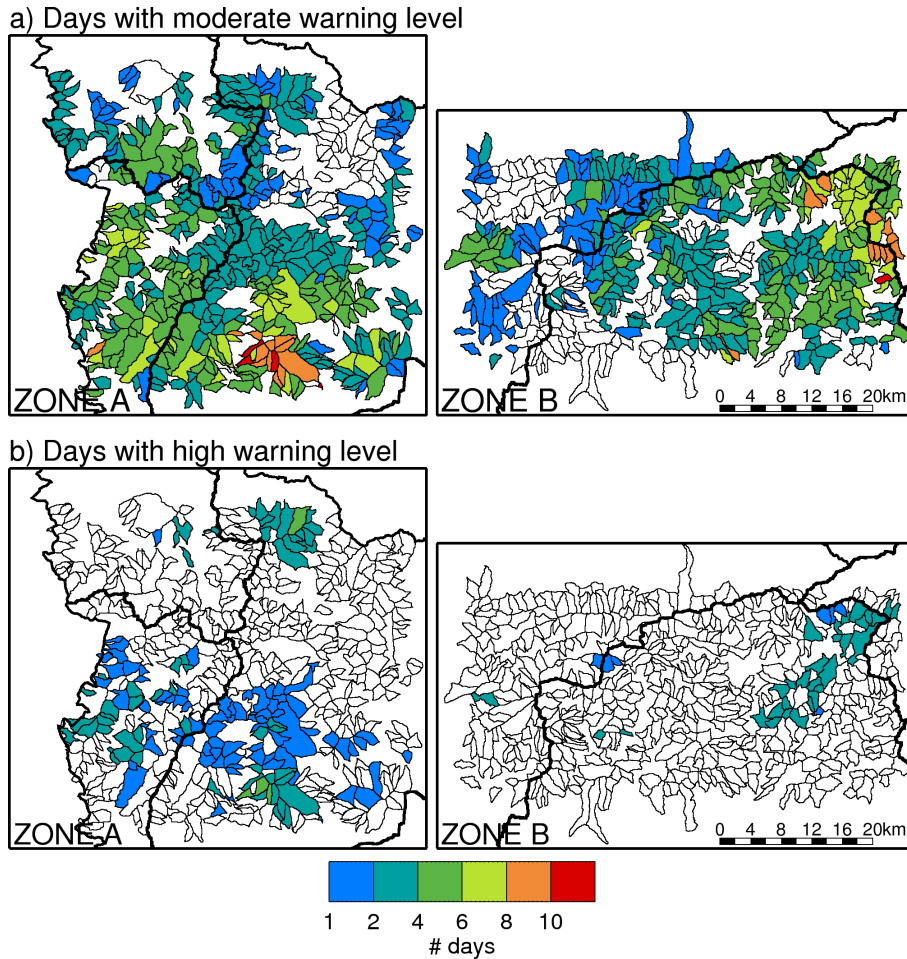 a) Days with moderate warning level
ZONE A
ZONE B
0 4 8 12 16 20km
b) Days with high warning level
ZONE A
ZONE B
0 4 8 12 16 20km
1 2 4 6 8 10
# days